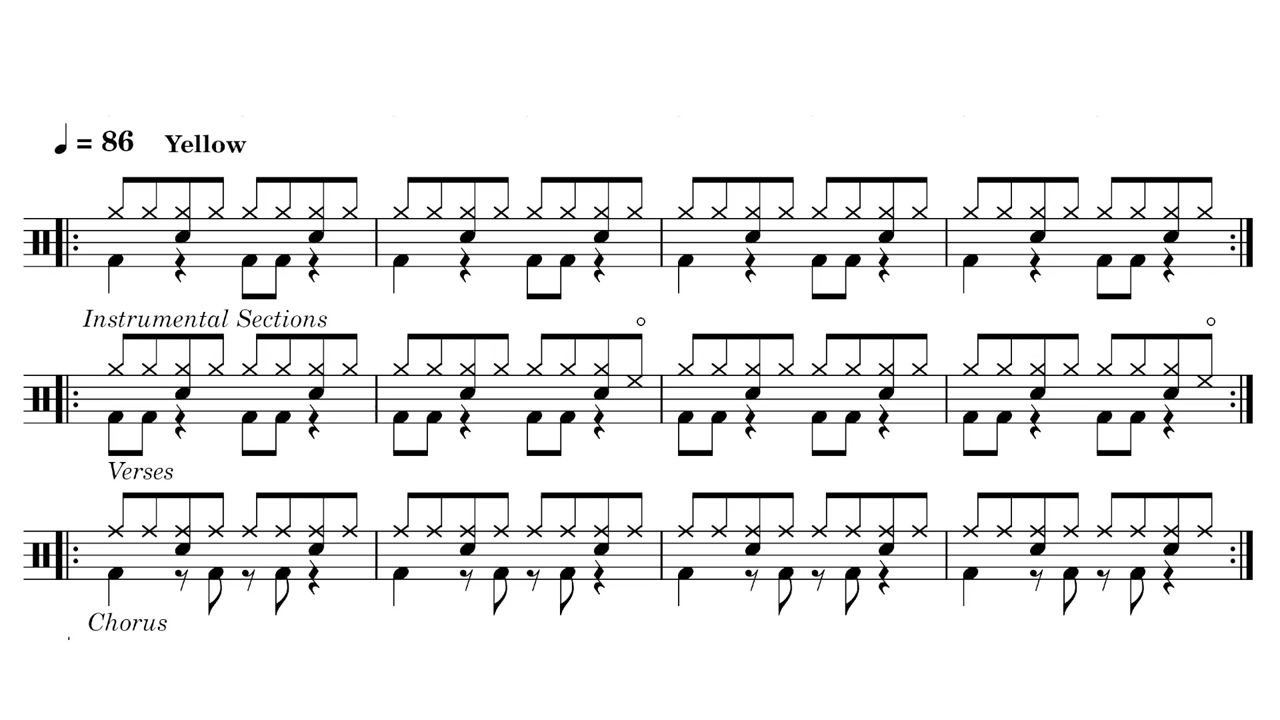 ♩ = 86 Yellow
Instrumental Sections
Verses
Chorus